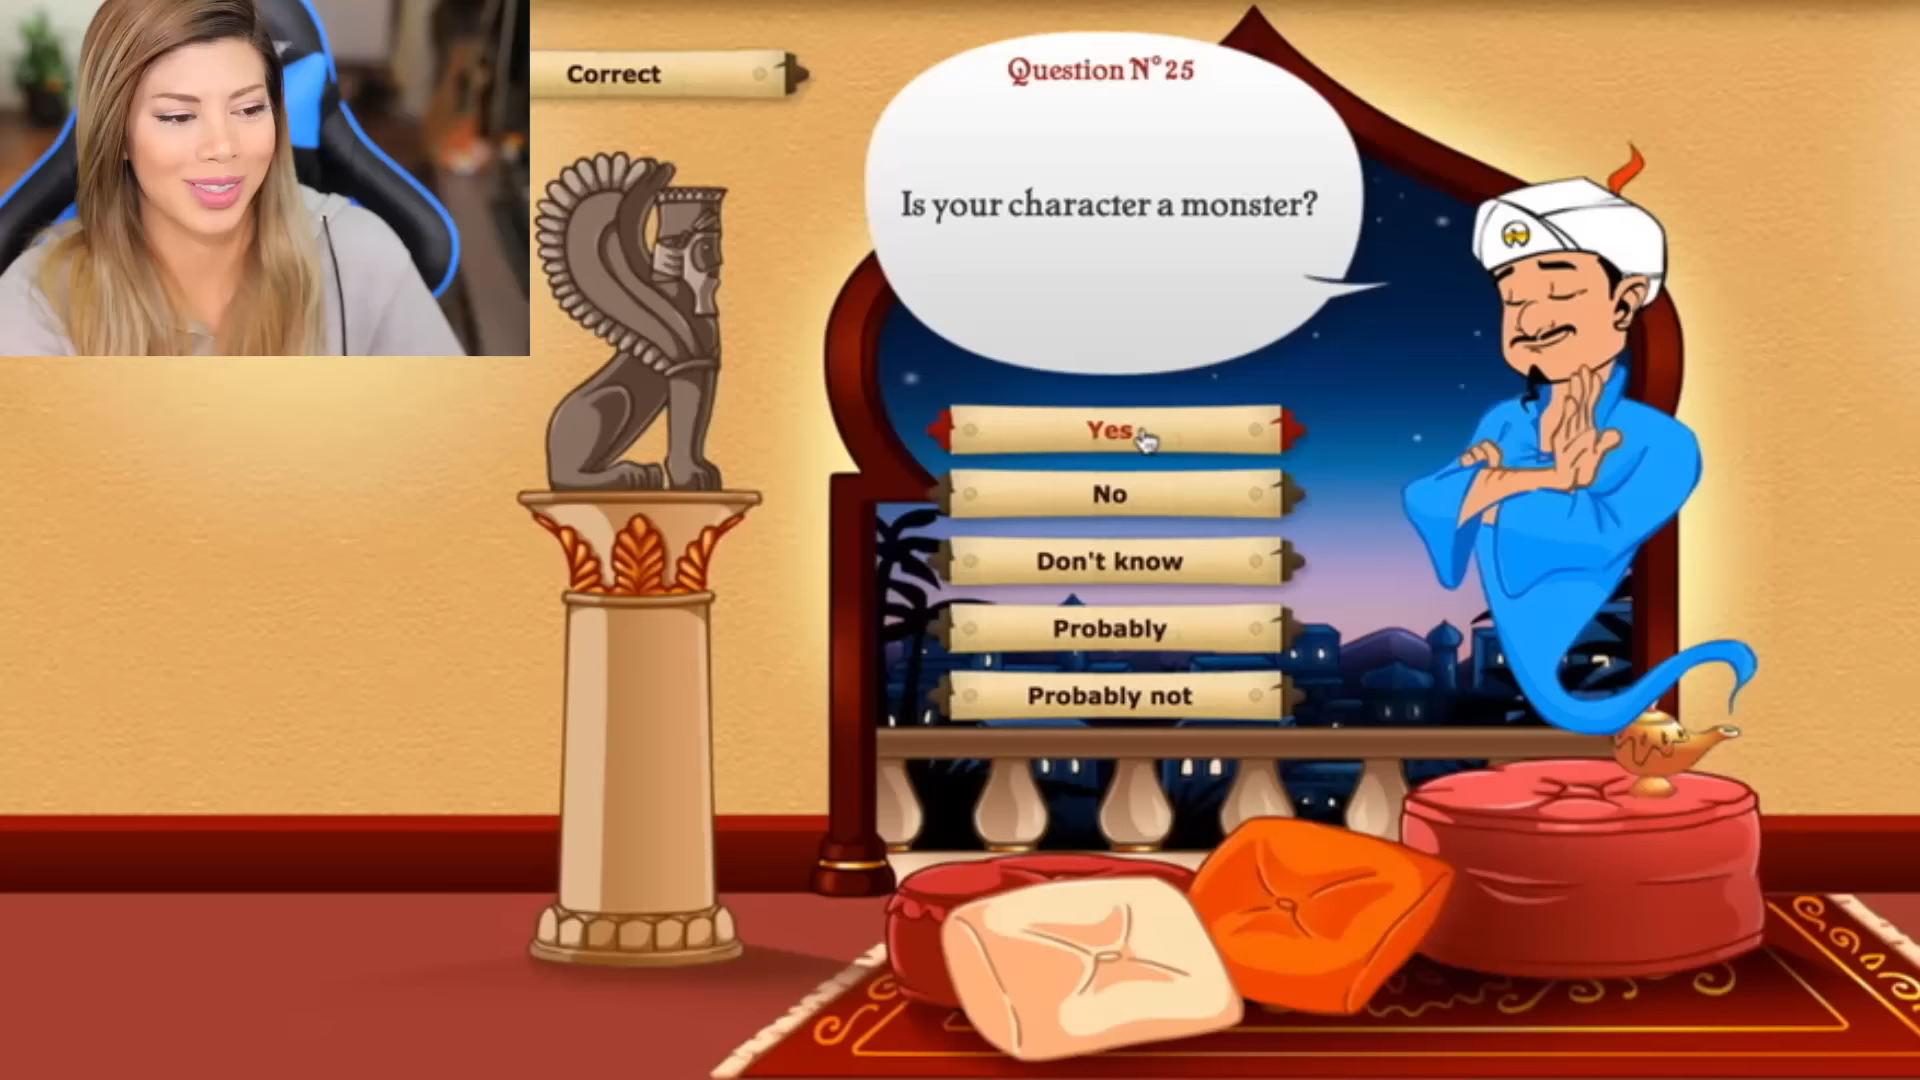 Correct
Question N°25
Is your character a monster?
Yes
No
Don't know
Probably
Probably not